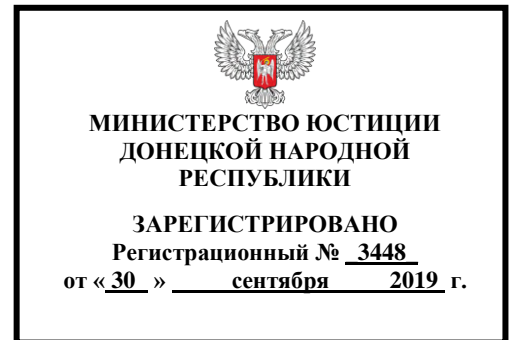 МИНИСТЕРСТВО ЮСТИЦИИ
ДОНЕЦКОЙ НАРОДНОЙ
РЕСПУБЛИКИ
ЗАРЕГИСТРИРОВАНО
Регистрационный № 3448
от « 30 » сентября 2019 г.